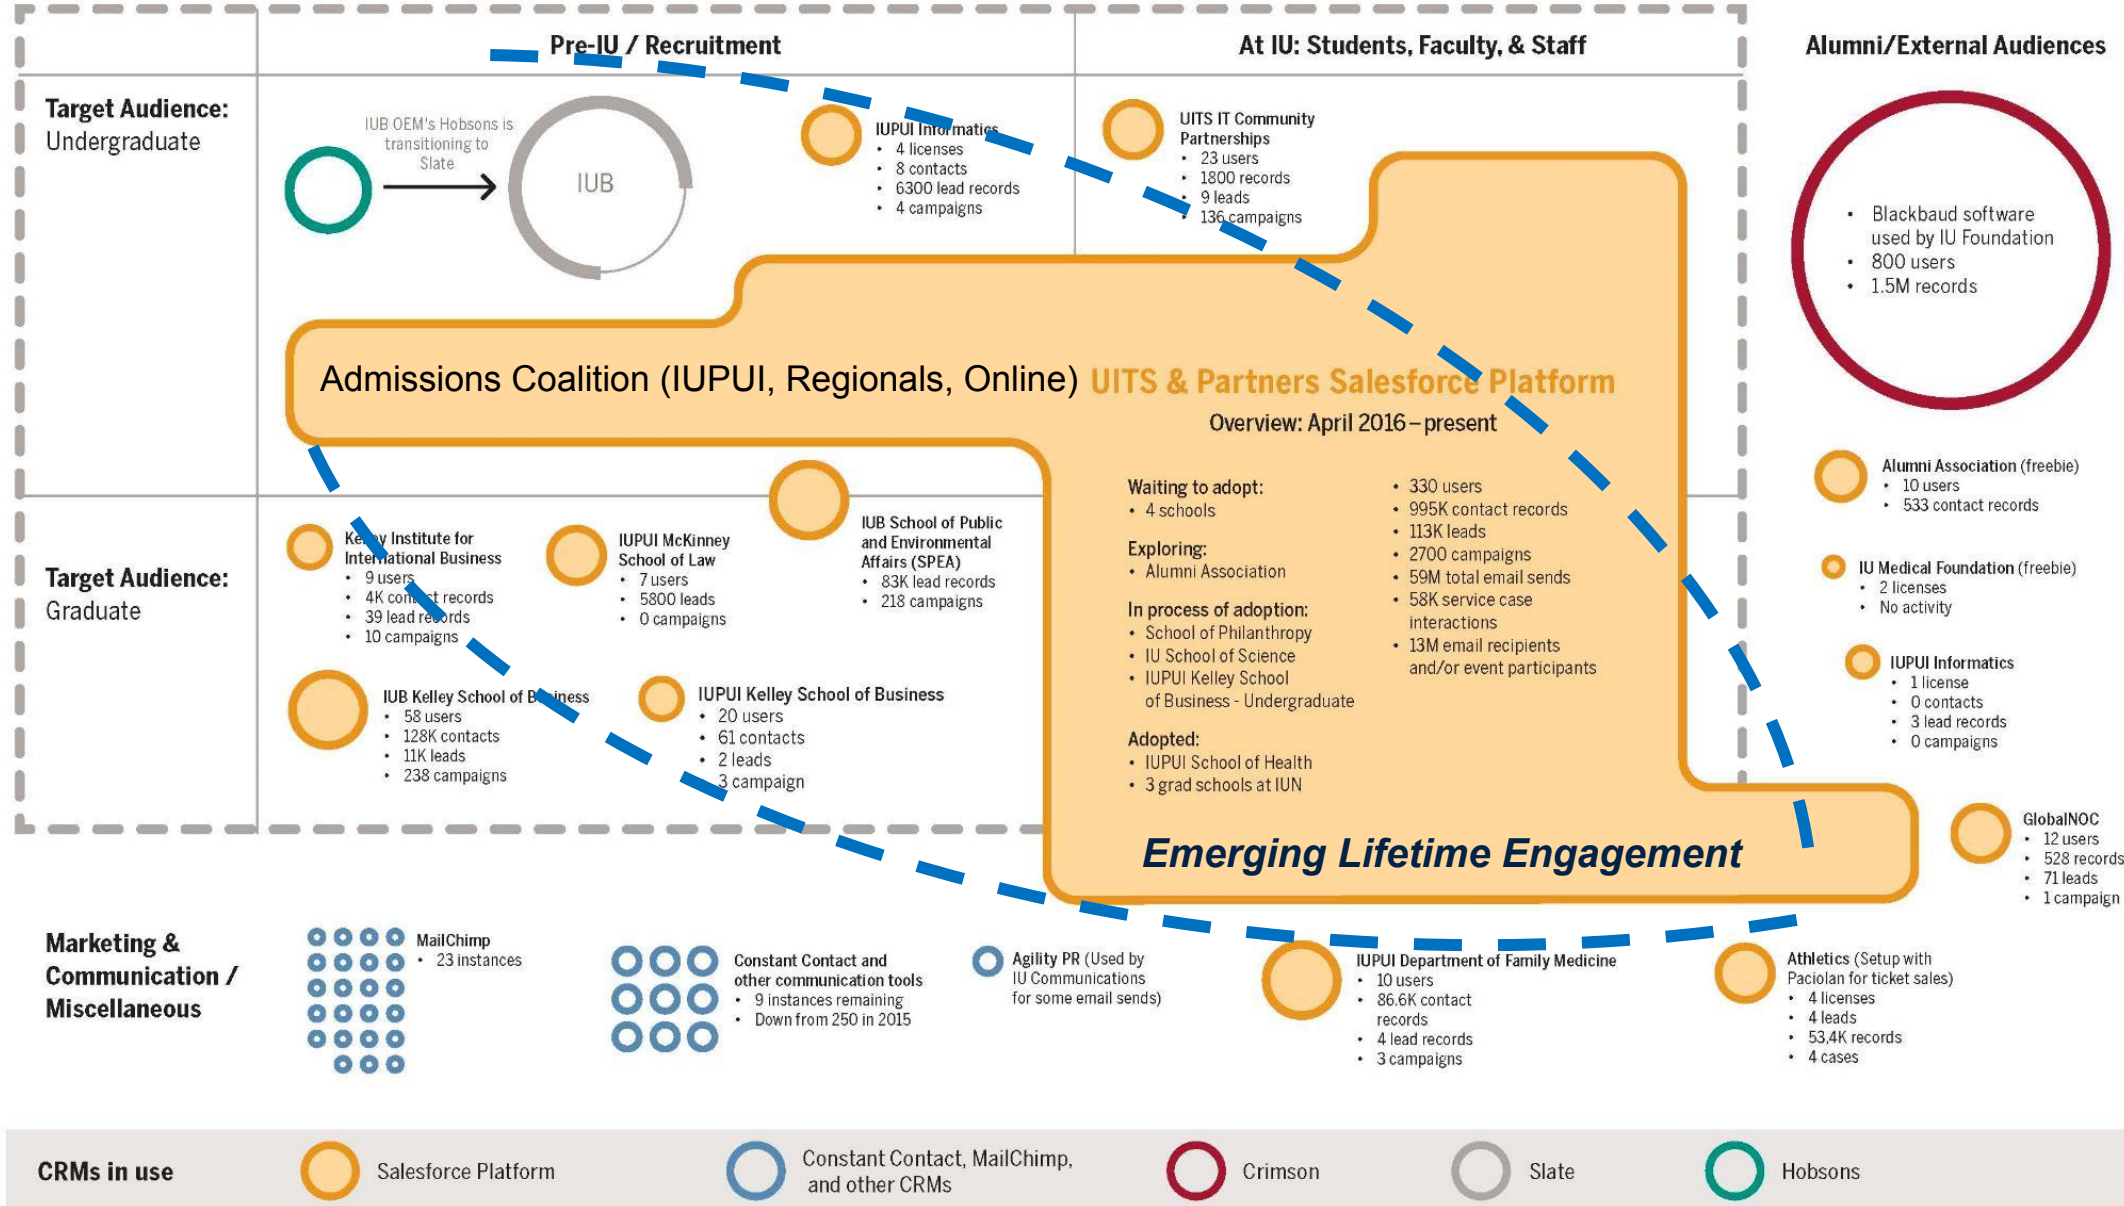 Pre-IU / Recruitment
At IU: Students, Faculty, & Staff
Alumni/External Audiences
Target Audience:
Undergraduate
IUB OEM's Hobsons is
transitioning to
Slate
IUB
IUPUI Informatics
• 4 licenses
• 8 contacts
• 6300 lead records
• 4 campaigns
UITS IT Community
Partnerships
• 23 users
• 1800 records
• 9 leads
• 136 campaigns
• Blackbaud software
used by IU Foundation
• 800 users
• 1.5M records
Admissions Coalition (IUPUI, Regionals, Online)
UITS & Partners Salesforce Platform
Overview: April 2016 – present
Waiting to adopt:
• 4 schools
Exploring:
• Alumni Association
In process of adoption:
• School of Philanthropy
• IU School of Science
• IUPUI Kelley School
of Business - Undergraduate
Adopted:
• IUPUI School of Health
• 3 grad schools at IUN
• 330 users
• 995K contact records
• 113K leads
• 2700 campaigns
• 59M total email sends
• 58K service case
interactions
• 13M email recipients
and/or event participants
Emerging Lifetime Engagement
Alumni Association (freebie)
• 10 users
• 533 contact records
IU Medical Foundation (freebie)
• 2 licenses
• No activity
IUPUI Informatics
• 1 license
• 0 contacts
• 3 lead records
• 0 campaigns
GlobalNOC
• 12 users
• 528 records
• 71 leads
• 1 campaign
Target Audience:
Graduate
Kelley Institute for
International Business
• 9 users
• 4K contact records
• 39 lead records
• 10 campaigns
IUPUI McKinney
School of Law
• 7 users
• 5800 leads
• 0 campaigns
IUB School of Public
and Environmental
Affairs (SPEA)
• 83K lead records
• 218 campaigns
IUB Kelley School of Business
• 58 users
• 128K contacts
• 11K leads
• 238 campaigns
IUPUI Kelley School of Business
• 20 users
• 61 contacts
• 2 leads
• 3 campaign
Marketing &
Communication /
Miscellaneous
MailChimp
• 23 instances
Constant Contact and
other communication tools
• 9 instances remaining
• Down from 250 in 2015
Agility PR (Used by
IU Communications
for some email sends)
IUPUI Department of Family Medicine
• 10 users
• 86.6K contact
records
• 4 lead records
• 3 campaigns
Athletics (Setup with
Paciolan for ticket sales)
• 4 licenses
• 4 leads
• 53,4K records
• 4 cases
CRMs in use
Salesforce Platform
Constant Contact, MailChimp,
and other CRMs
Crimson
Slate
Hobsons